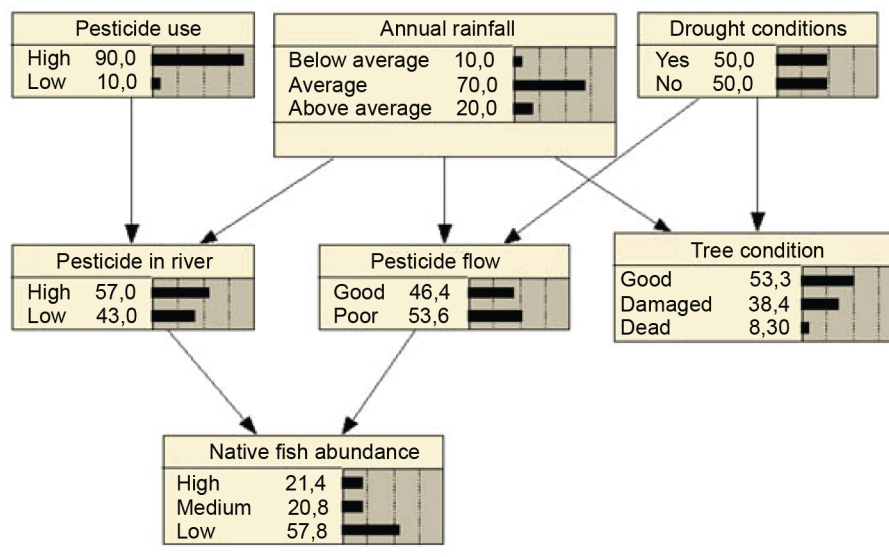 Pesticide use
High 90,0
Low 10,0
Annual rainfall
Below average 10,0
Average 70,0
Above average 20,0
Drought conditions
Yes 50,0
No 50,0
Pesticide in river
High 57,0
Low 43,0
Pesticide flow
Good 46,4
Poor 53,6
Tree condition
Good 53,3
Damaged 38,4
Dead 8,30
Native fish abundance
High 21,4
Medium 20,8
Low 57,8